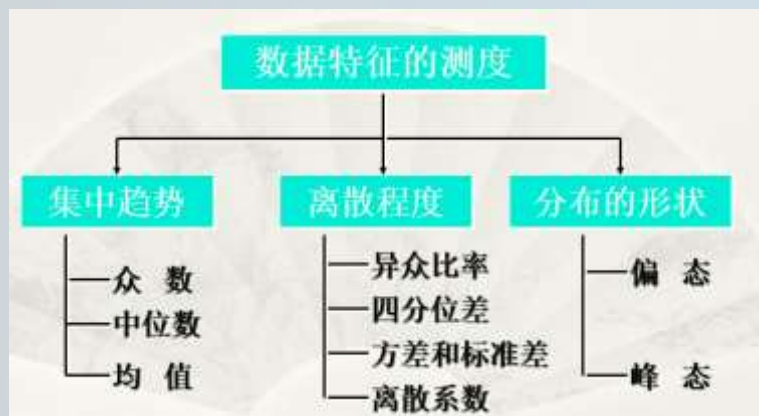 数据特征的测度
集中趋势
离散程度
分布的形状
众 数
中位数
均 值
异众比率
四分位差
方差和标准差
离散系数
偏 态
峰 态